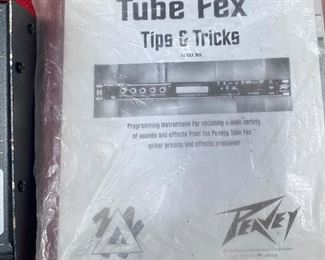 Tube Fex
Tips & Tricks
Programming instructions for obtaining a wide variety
of sounds and effects from the Peavey Tube Fex
guitar preamp and effects processor
PEAVEY